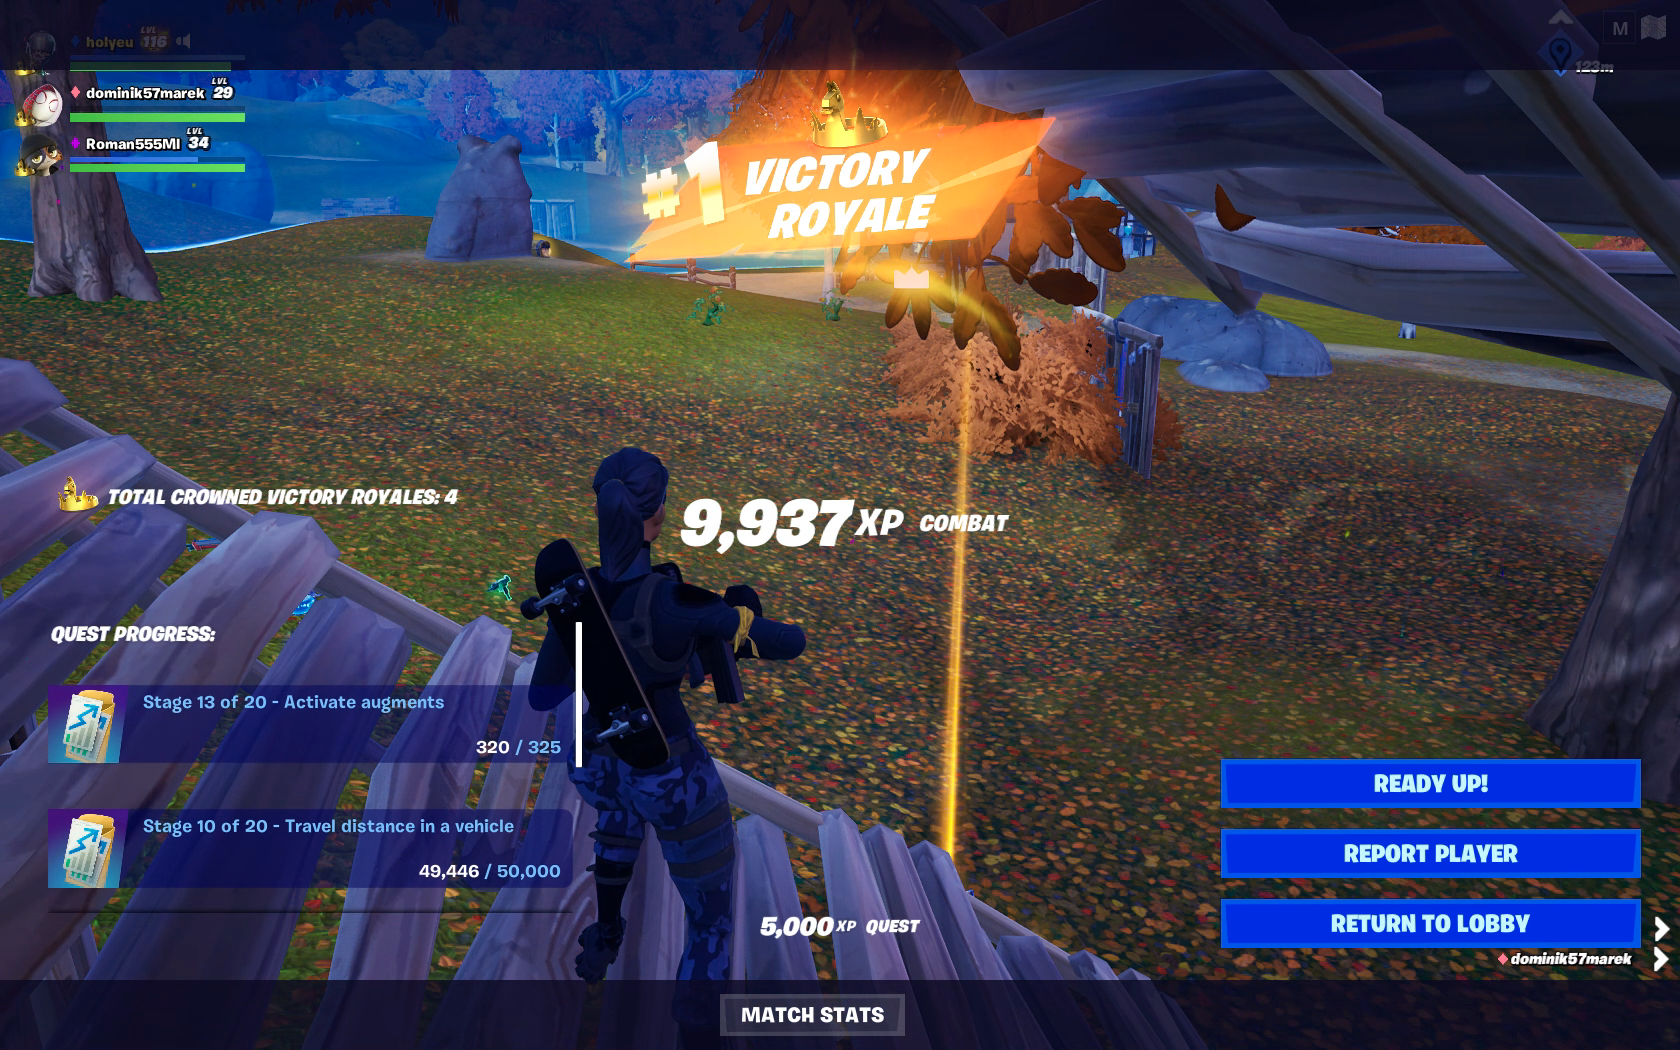 holyeu LVL 116
M
123m
dominik57marek LVL 29
Roman555MI LVL 34
#1 VICTORY
ROYALE
TOTAL CROWNED VICTORY ROYALES: 4
9,937 XP COMBAT
QUEST PROGRESS:
Stage 13 of 20 - Activate augments
320 / 325
Stage 10 of 20 - Travel distance in a vehicle
49,446 / 50,000
5,000 XP QUEST
READY UP!
REPORT PLAYER
RETURN TO LOBBY
dominik57marek
MATCH STATS